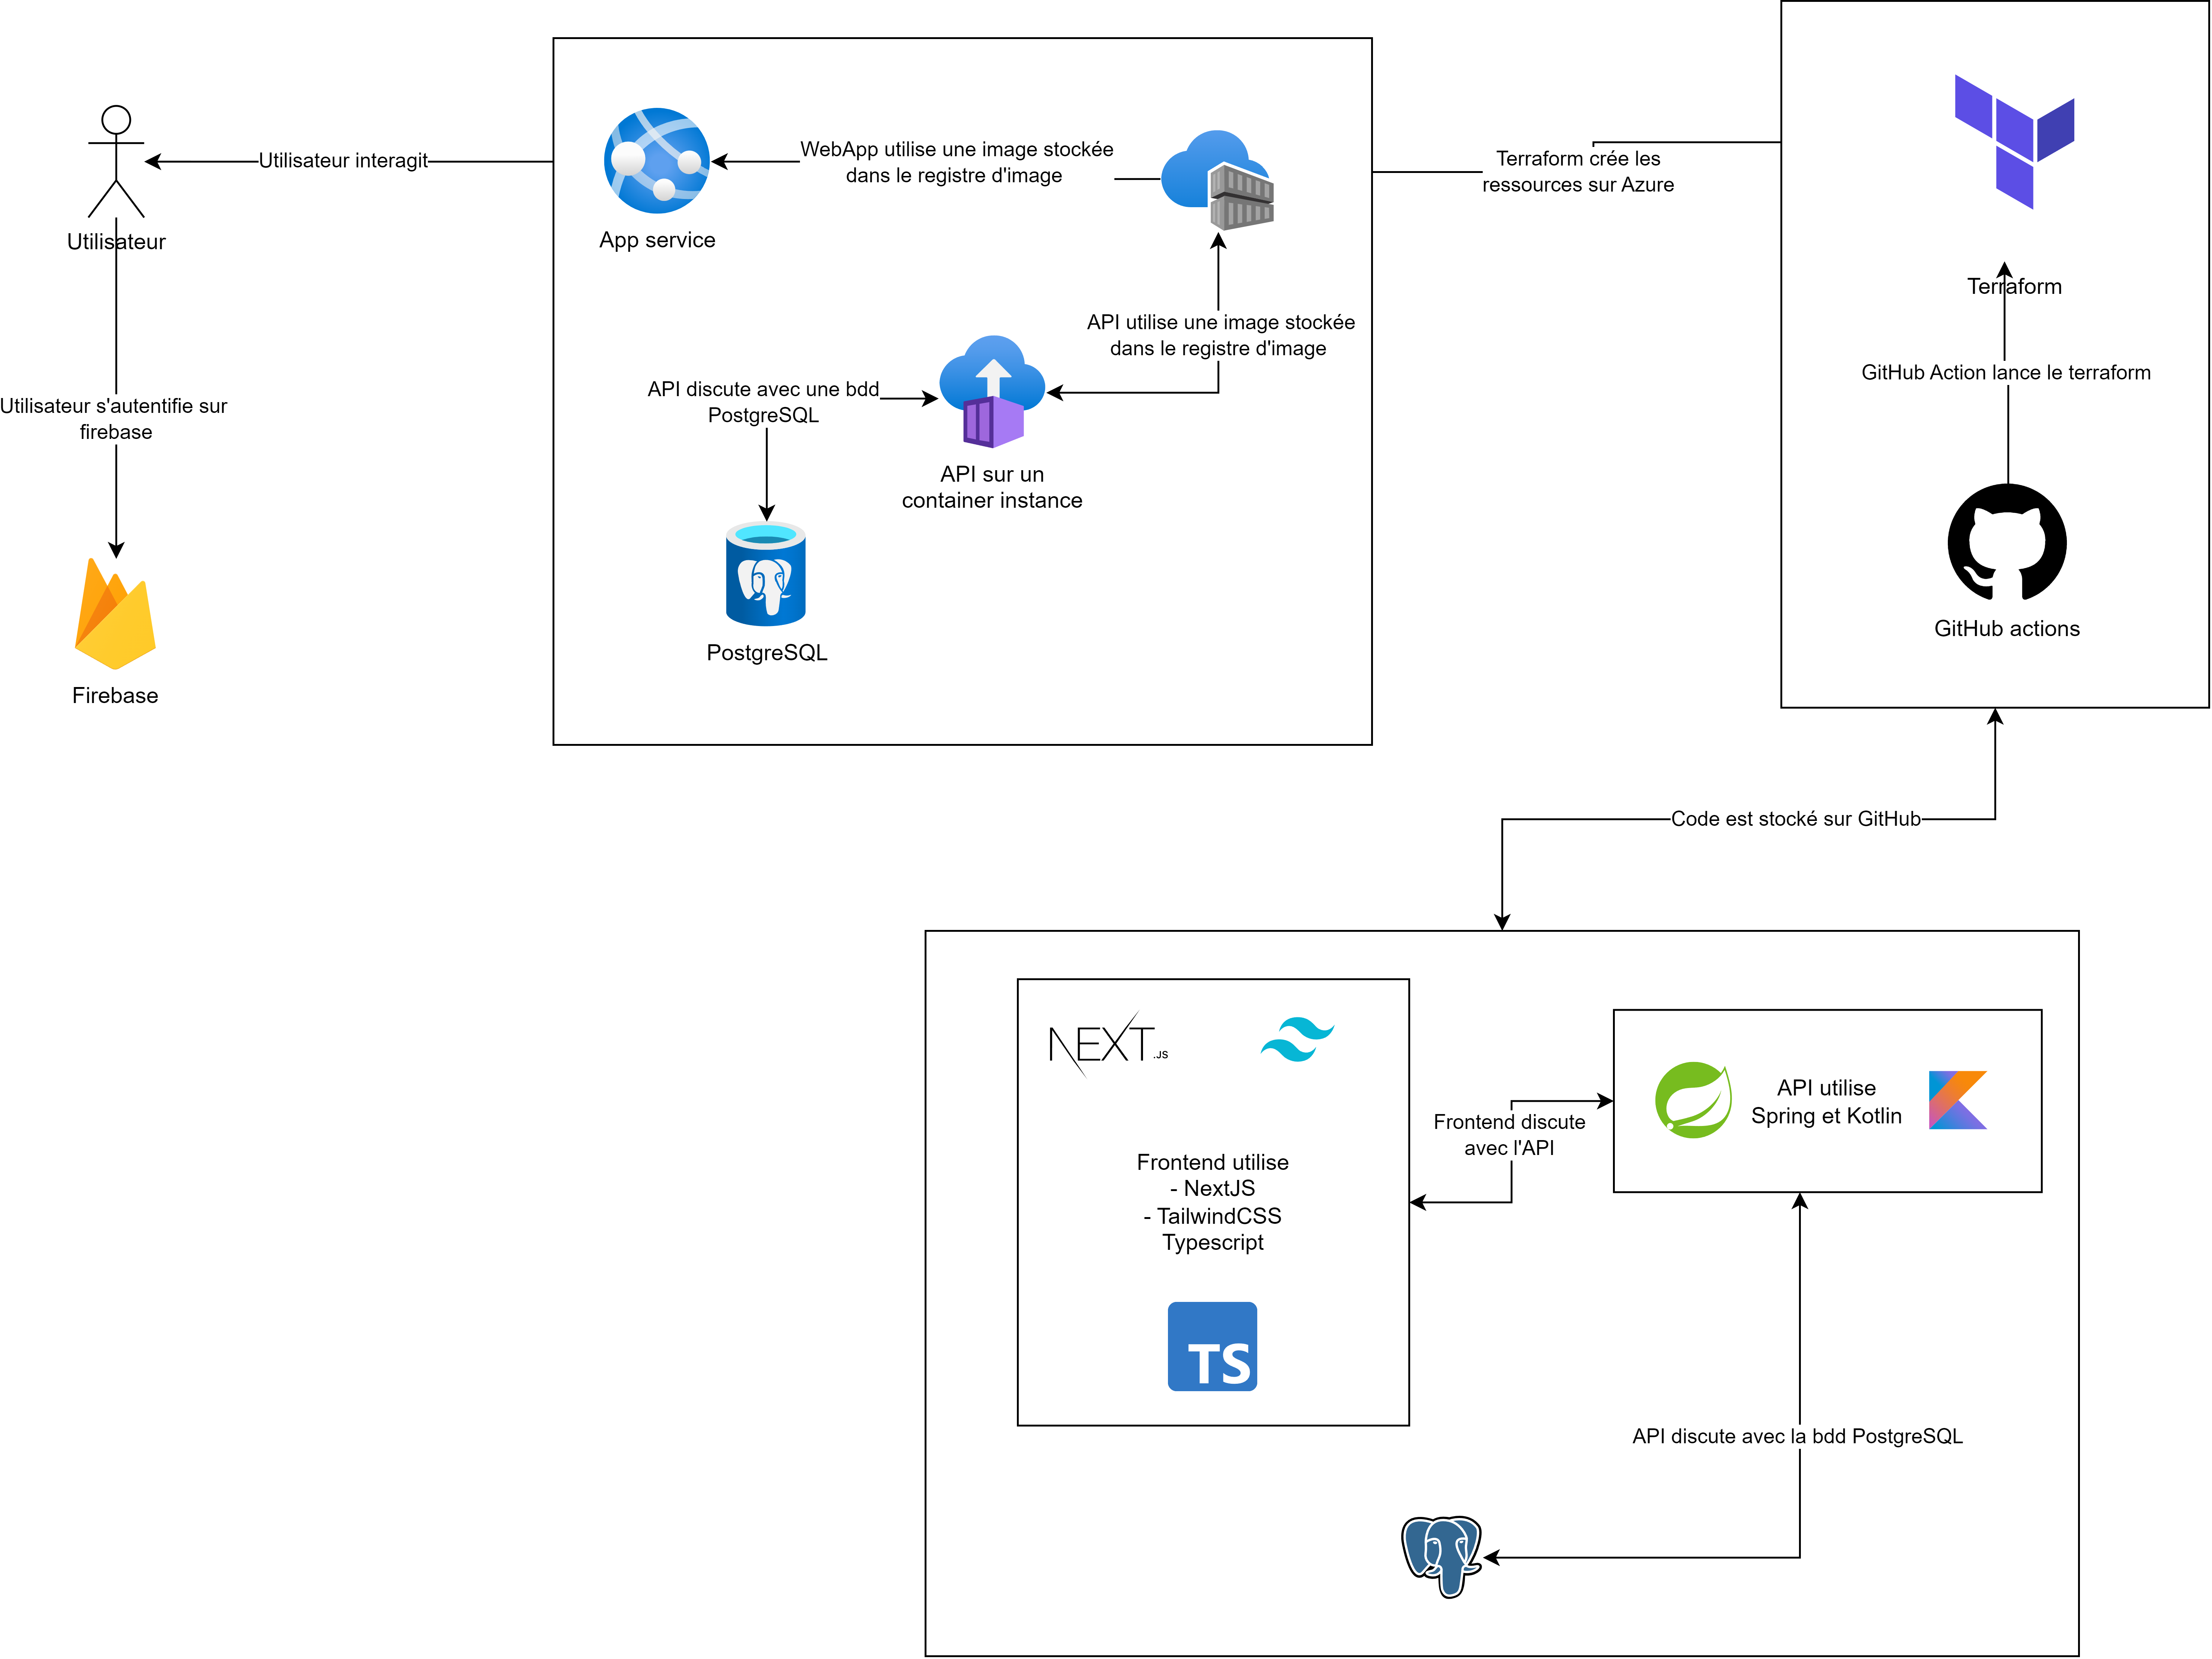 Utilisateur
Utilisateur interagit
Utilisateur s'autentifie sur
firebase
Firebase
App service
WebApp utilise une image stockée
dans le registre d'image
API utilise une image stockée
dans le registre d'image
API discute avec une bdd
PostgreSQL
API sur un
container instance
PostgreSQL
Terraform crée les
ressources sur Azure
Terraform
GitHub Action lance le terraform
GitHub actions
Code est stocké sur GitHub
NEXT.JS
Frontend utilise
- NextJS
- TailwindCSS
Typescript
TS
Frontend discute
avec l'API
API utilise
Spring et Kotlin
API discute avec la bdd PostgreSQL